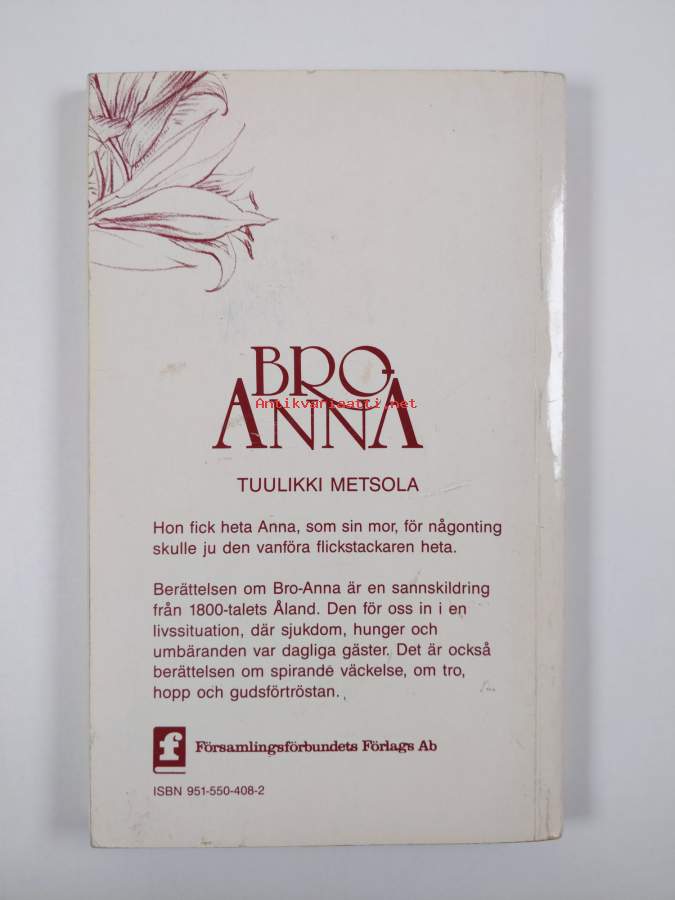 BRO-
ANNA
Antikvariaatti.net
TUULIKKI METSOLA
Hon fick heta Anna, som sin mor, för någonting
skulle ju den vanföra flickstackaren heta.
Berättelsen om Bro-Anna är en sannskildring
från 1800-talets Åland. Den för oss in i en
livssituation, där sjukdom, hunger och
umbäranden var dagliga gäster. Det är också
berättelsen om spirande väckelse, om tro,
hopp och gudsförtröstan.
f Församlingsförbundets Förlags Ab
ISBN 951-550-408-2